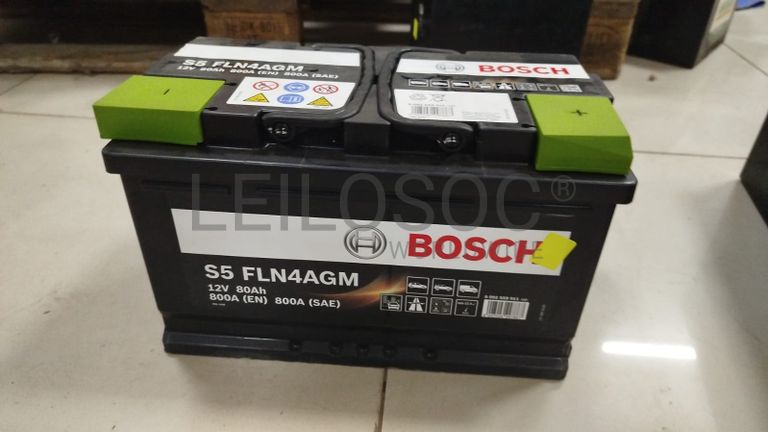 S5 FLN4AGM
12V 80Ah 800A (EN) 800A (SAE)
BOSCH
-
+
LEILOSOC®
BOSCH
S5 FLN4AGM
12V 80Ah
800A (EN) 800A (SAE)